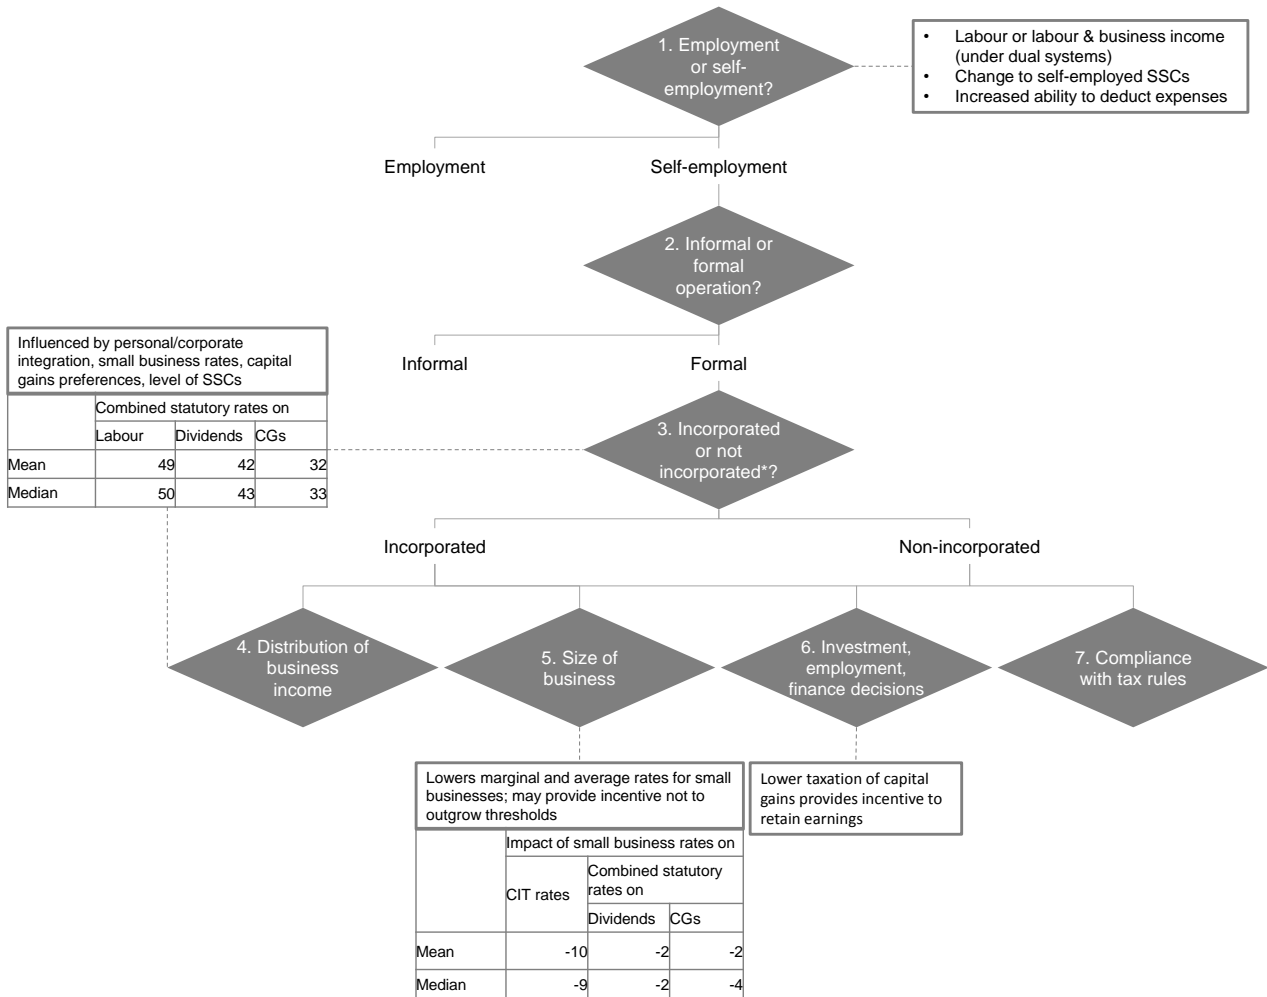 1. Employment
or self-
employment?
• Labour or labour & business income
(under dual systems)
• Change to self-employed SSCs
• Increased ability to deduct expenses
Employment
Self-employment
2. Informal or
formal
operation?
Informal
Formal
Influenced by personal/corporate
integration, small business rates, capital
gains preferences, level of SSCs
Combined statutory rates on
Labour Dividends CGs
Mean 49 42 32
Median 50 43 33
3. Incorporated
or not
incorporated*?
Incorporated
Non-incorporated
4. Distribution of
business
income
5. Size of
business
6. Investment,
employment,
finance decisions
7. Compliance
with tax rules
Lowers marginal and average rates for small
businesses; may provide incentive not to
outgrow thresholds
Impact of small business rates on
CIT rates
Combined statutory
rates on
Dividends CGs
Mean -10 -2 -2
Median -9 -2 -4
Lower taxation of capital
gains provides incentive to
retain earnings